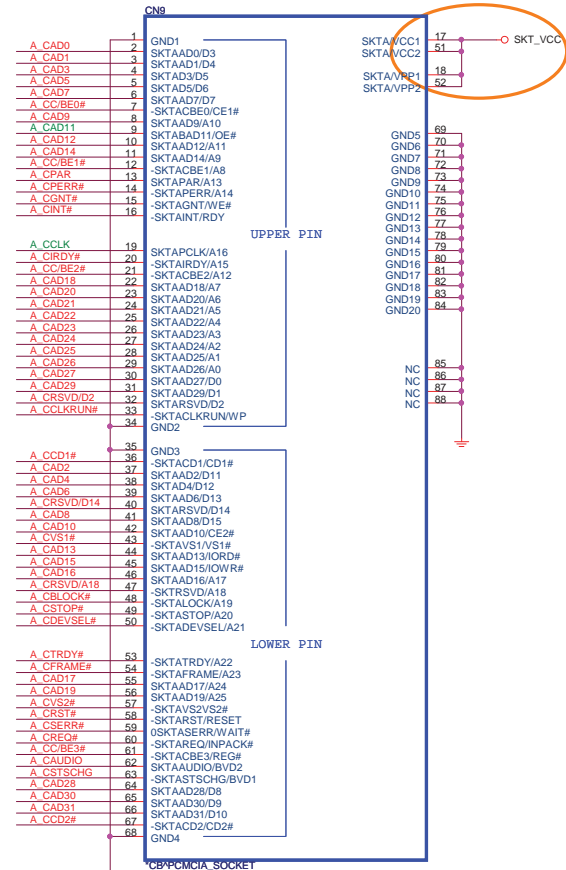 CN9
1 GND1
A_CAD0 2 SKTAAD0/D3
A_CAD1 3 SKTAAD1/D4
A_CAD3 4 SKTAD3/D5
A_CAD5 5 SKTAD5/D6
A_CAD7 6 SKTAAD7/D7
A_CC/BE0# 7 -SKTACBE0/CE1#
A_CAD9 8 SKTAAD9/A10
A_CAD11 9 SKTABAD11/OE#
A_CAD12 10 SKTAAD12/A11
A_CAD14 11 SKTAAD14/A9
A_CC/BE1# 12 -SKTACBE1/A8
A_CPAR 13 SKTAPAR/A13
A_CPERR# 14 -SKTAPERR/A14
A_CGNT# 15 -SKTAGNT/WE#
A_CINT# 16 -SKTAINT/RDY
UPPER PIN
A_CCLK 19 SKTAPCLK/A16
A_CIRDY# 20 -SKTAIRDY/A15
A_CC/BE2# 21 -SKTACBE2/A12
A_CAD18 22 SKTAAD18/A7
A_CAD20 23 SKTAAD20/A6
A_CAD21 24 SKTAAD21/A5
A_CAD22 25 SKTAAD22/A4
A_CAD23 26 SKTAAD23/A3
A_CAD24 27 SKTAAD24/A2
A_CAD25 28 SKTAAD25/A1
A_CAD26 29 SKTAAD26/A0
A_CAD27 30 SKTAAD27/D0
A_CAD29 31 SKTAAD29/D1
A_CRSVD/D2 32 SKTARSVD/D2
A_CCLKRUN# 33 -SKTACLKRUN/WP
34 GND2
35 GND3
A_CCD1# 36 -SKTACD1/CD1#
A_CAD2 37 SKTAAD2/D11
A_CAD4 38 SKTAD4/D12
A_CAD6 39 SKTAAD6/D13
A_CRSVD/D14 40 SKTARSVD/D14
A_CAD8 41 SKTAAD8/D15
A_CAD10 42 SKTAAD10/CE2#
A_CVS1# 43 -SKTAVS1/VS1#
A_CAD13 44 SKTAAD13/IORD#
A_CAD15 45 SKTAAD15/IOWR#
A_CAD16 46 SKTAAD16/A17
A_CRSVD/A18 47 -SKTRSVD/A18
A_CBLOCK# 48 -SKTALOCK/A19
A_CSTOP# 49 -SKTASTOP/A20
A_CDEVSEL# 50 -SKTADEVSEL/A21
LOWER PIN
A_CTRDY# 53 -SKTATRDY/A22
A_CFRAME# 54 -SKTAFRAME/A23
A_CAD17 55 SKTAAD17/A24
A_CAD19 56 SKTAAD19/A25
A_CVS2# 57 -SKTAVS2VS2#
A_CRST# 58 -SKTARST/RESET
A_CSERR# 59 0SKTASERR/WAIT#
A_CREQ# 60 -SKTAREQ/INPACK#
A_CC/BE3# 61 -SKTACBE3/REG#
A_CAUDIO 62 SKTAAUDIO/BVD2
A_CSTSCHG 63 -SKTASTSCHG/BVD1
A_CAD28 64 SKTAAD28/D8
A_CAD30 65 SKTAAD30/D9
A_CAD31 66 SKTAAD31/D10
A_CCD2# 67 -SKTACD2/CD2#
68 GND4
SKTA/VCC1 17 SKT_VCC
SKTA/VCC2 51
SKTA/VPP1 18
SKTA/VPP2 52
GND5 69
GND6 70
GND7 71
GND8 72
GND9 73
GND10 74
GND11 75
GND12 76
GND13 77
GND14 78
GND15 79
GND16 80
GND17 81
GND18 82
GND19 83
GND20 84
NC 85
NC 86
NC 87
NC 88
*CB^PCMCIA_SOCKET